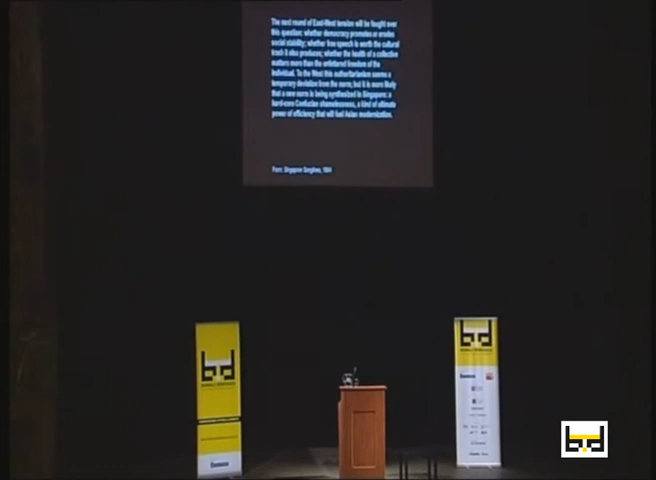 The next round of East-West tension will be fought over
this question: whether democracy promotes or erodes
social stability; whether free speech is worth the cultural
trash it also produces; whether the health of a collective
matters more than the unfettered freedom of the
individual. To the West this authoritarianism seems a
temporary deviation from the norm; but it is more likely
that a new norm is being synthesized in Singapore: a
hard-core Confucian shamelessness, a kind of ultimate
power of efficiency that will fuel Asian modernization.
From: Singapore Songlines, 1994
btd
btd
btd